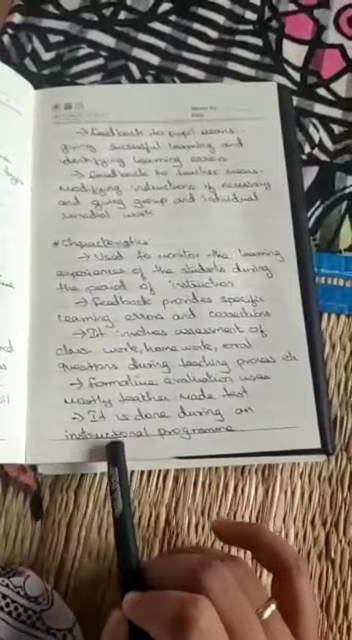 → Feedback to pupil means
giving successful learning and
identifying learning errors
→ Feedback to teacher means
modifying instructions if necessary
and giving group and individual
remedial work
* Characteristics
→ Used to monitor the learning
experiences of the students during
the period of instruction
→ Feedback provides specific
learning errors and corrections
→ It involves assessment of
class work, home work, oral
questions during teaching process etc
→ Formative evaluation uses
mostly teacher made test
→ It is done during an
instructional programme